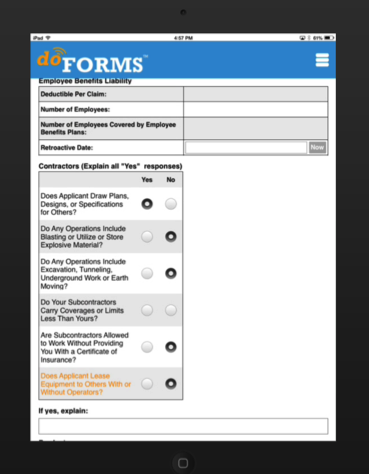 iPad
4:57 PM
81%
doFORMS™
Employee Benefits Liability
Deductible Per Claim:
Number of Employees:
Number of Employees Covered by Employee
Benefits Plans:
Retroactive Date:
Now
Contractors (Explain all "Yes" responses)
Yes No
Does Applicant Draw Plans,
Designs, or Specifications
for Others?
Do Any Operations Include
Blasting or Utilize or Store
Explosive Material?
Do Any Operations Include
Excavation, Tunneling,
Underground Work or Earth
Moving?
Do Your Subcontractors
Carry Coverages or Limits
Less Than Yours?
Are Subcontractors Allowed
to Work Without Providing
You With a Certificate of
Insurance?
Does Applicant Lease
Equipment to Others With or
Without Operators?
If yes, explain: